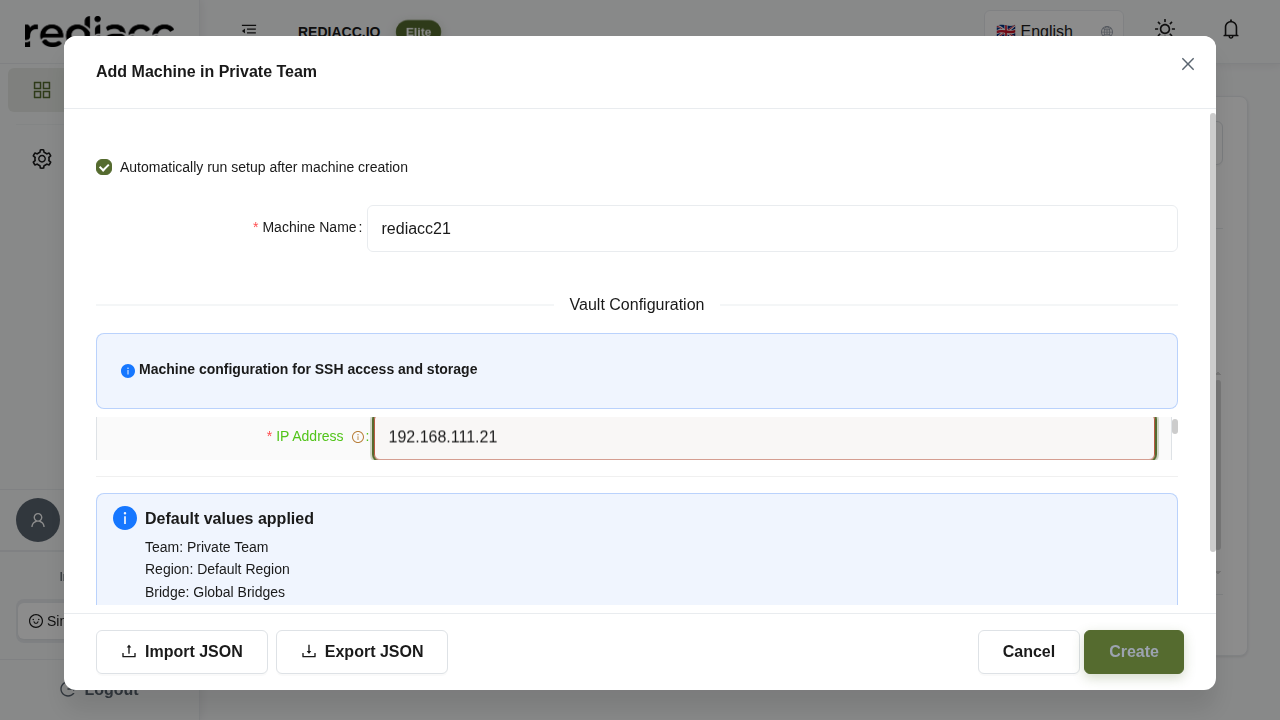 rediacc
REDIACC.IO
Elite
English
Add Machine in Private Team
Automatically run setup after machine creation
* Machine Name :
rediacc21
Vault Configuration
Machine configuration for SSH access and storage
* IP Address :
192.168.111.21
Default values applied
Team: Private Team
Region: Default Region
Bridge: Global Bridges
Import JSON
Export JSON
Cancel
Create
Logout